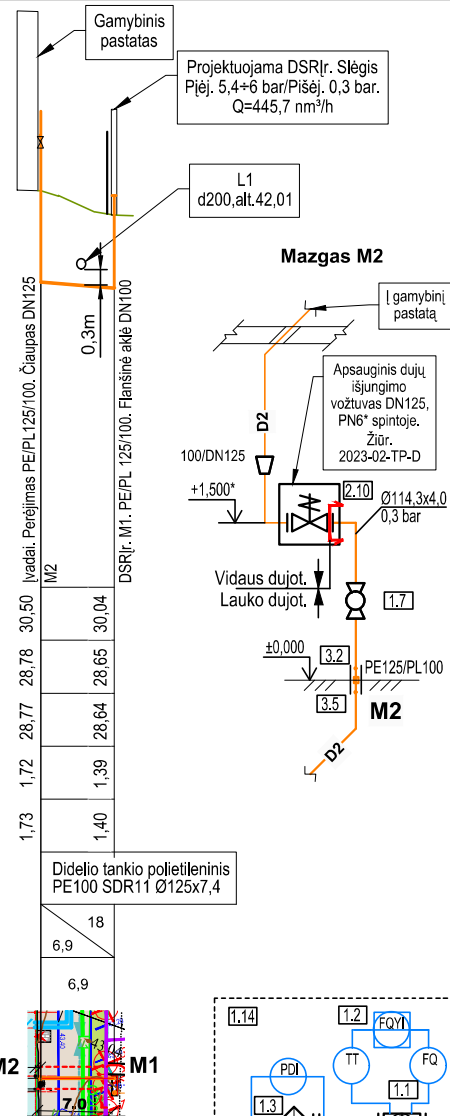 Gamybinis
pastatas
Projektuojama DSRĮr. Slėgis
Pįėj. 5,4÷6 bar/Pišėj. 0,3 bar.
Q=445,7 nm³/h
L1
d200,alt.42,01
0,3m
Mazgas M2
Į gamybinį
pastatą
Apsauginis dujų
išjungimo
vožtuvas DN125,
PN6* spintoje.
Žiūr.
2023-02-TP-D
D2
100/DN125
+1,500*
2.10
Ø114,3x4,0
0,3 bar
Vidaus dujot.
Lauko dujot.
1.7
±0,000
3.2
PE125/PL100
3.5
M2
D2
Įvadai. Perėjimas PE/PL125/100. Čiaupas DN125
M2
DSRĮr. M1. PE/PL 125/100. Flanšinė aklė DN100
30,50
30,04
28,78
28,65
28,77
28,64
1,72
1,39
1,73
1,40
Didelio tankio polietileninis
PE100 SDR11 Ø125x7,4
18
6,9
6,9
M2
M1
7,0
1.14
1.2
FQYI
PDI
TT
FQ
1.3
1.1